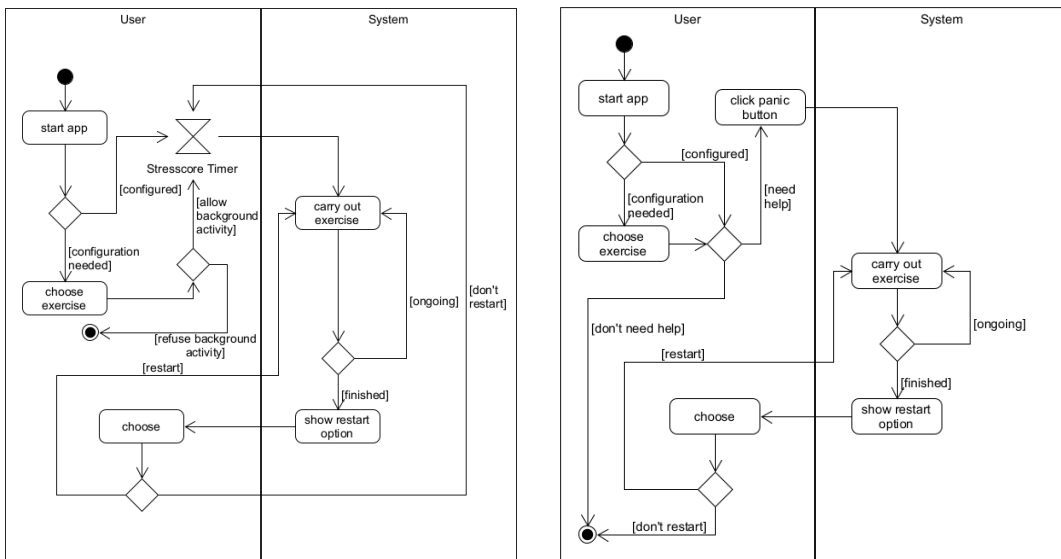 User
System
start app
Stresscore Timer
[configured]
[allow
background
activity]
[configuration
needed]
choose
exercise
[refuse background
activity]
carry out
exercise
[ongoing]
[don't
restart]
[restart]
[finished]
choose
show restart
option
User
System
start app
click panic
button
[configured]
[configuration
needed]
[need
help]
choose
exercise
carry out
exercise
[don't need help]
[ongoing]
[restart]
[finished]
choose
show restart
option
[don't restart]